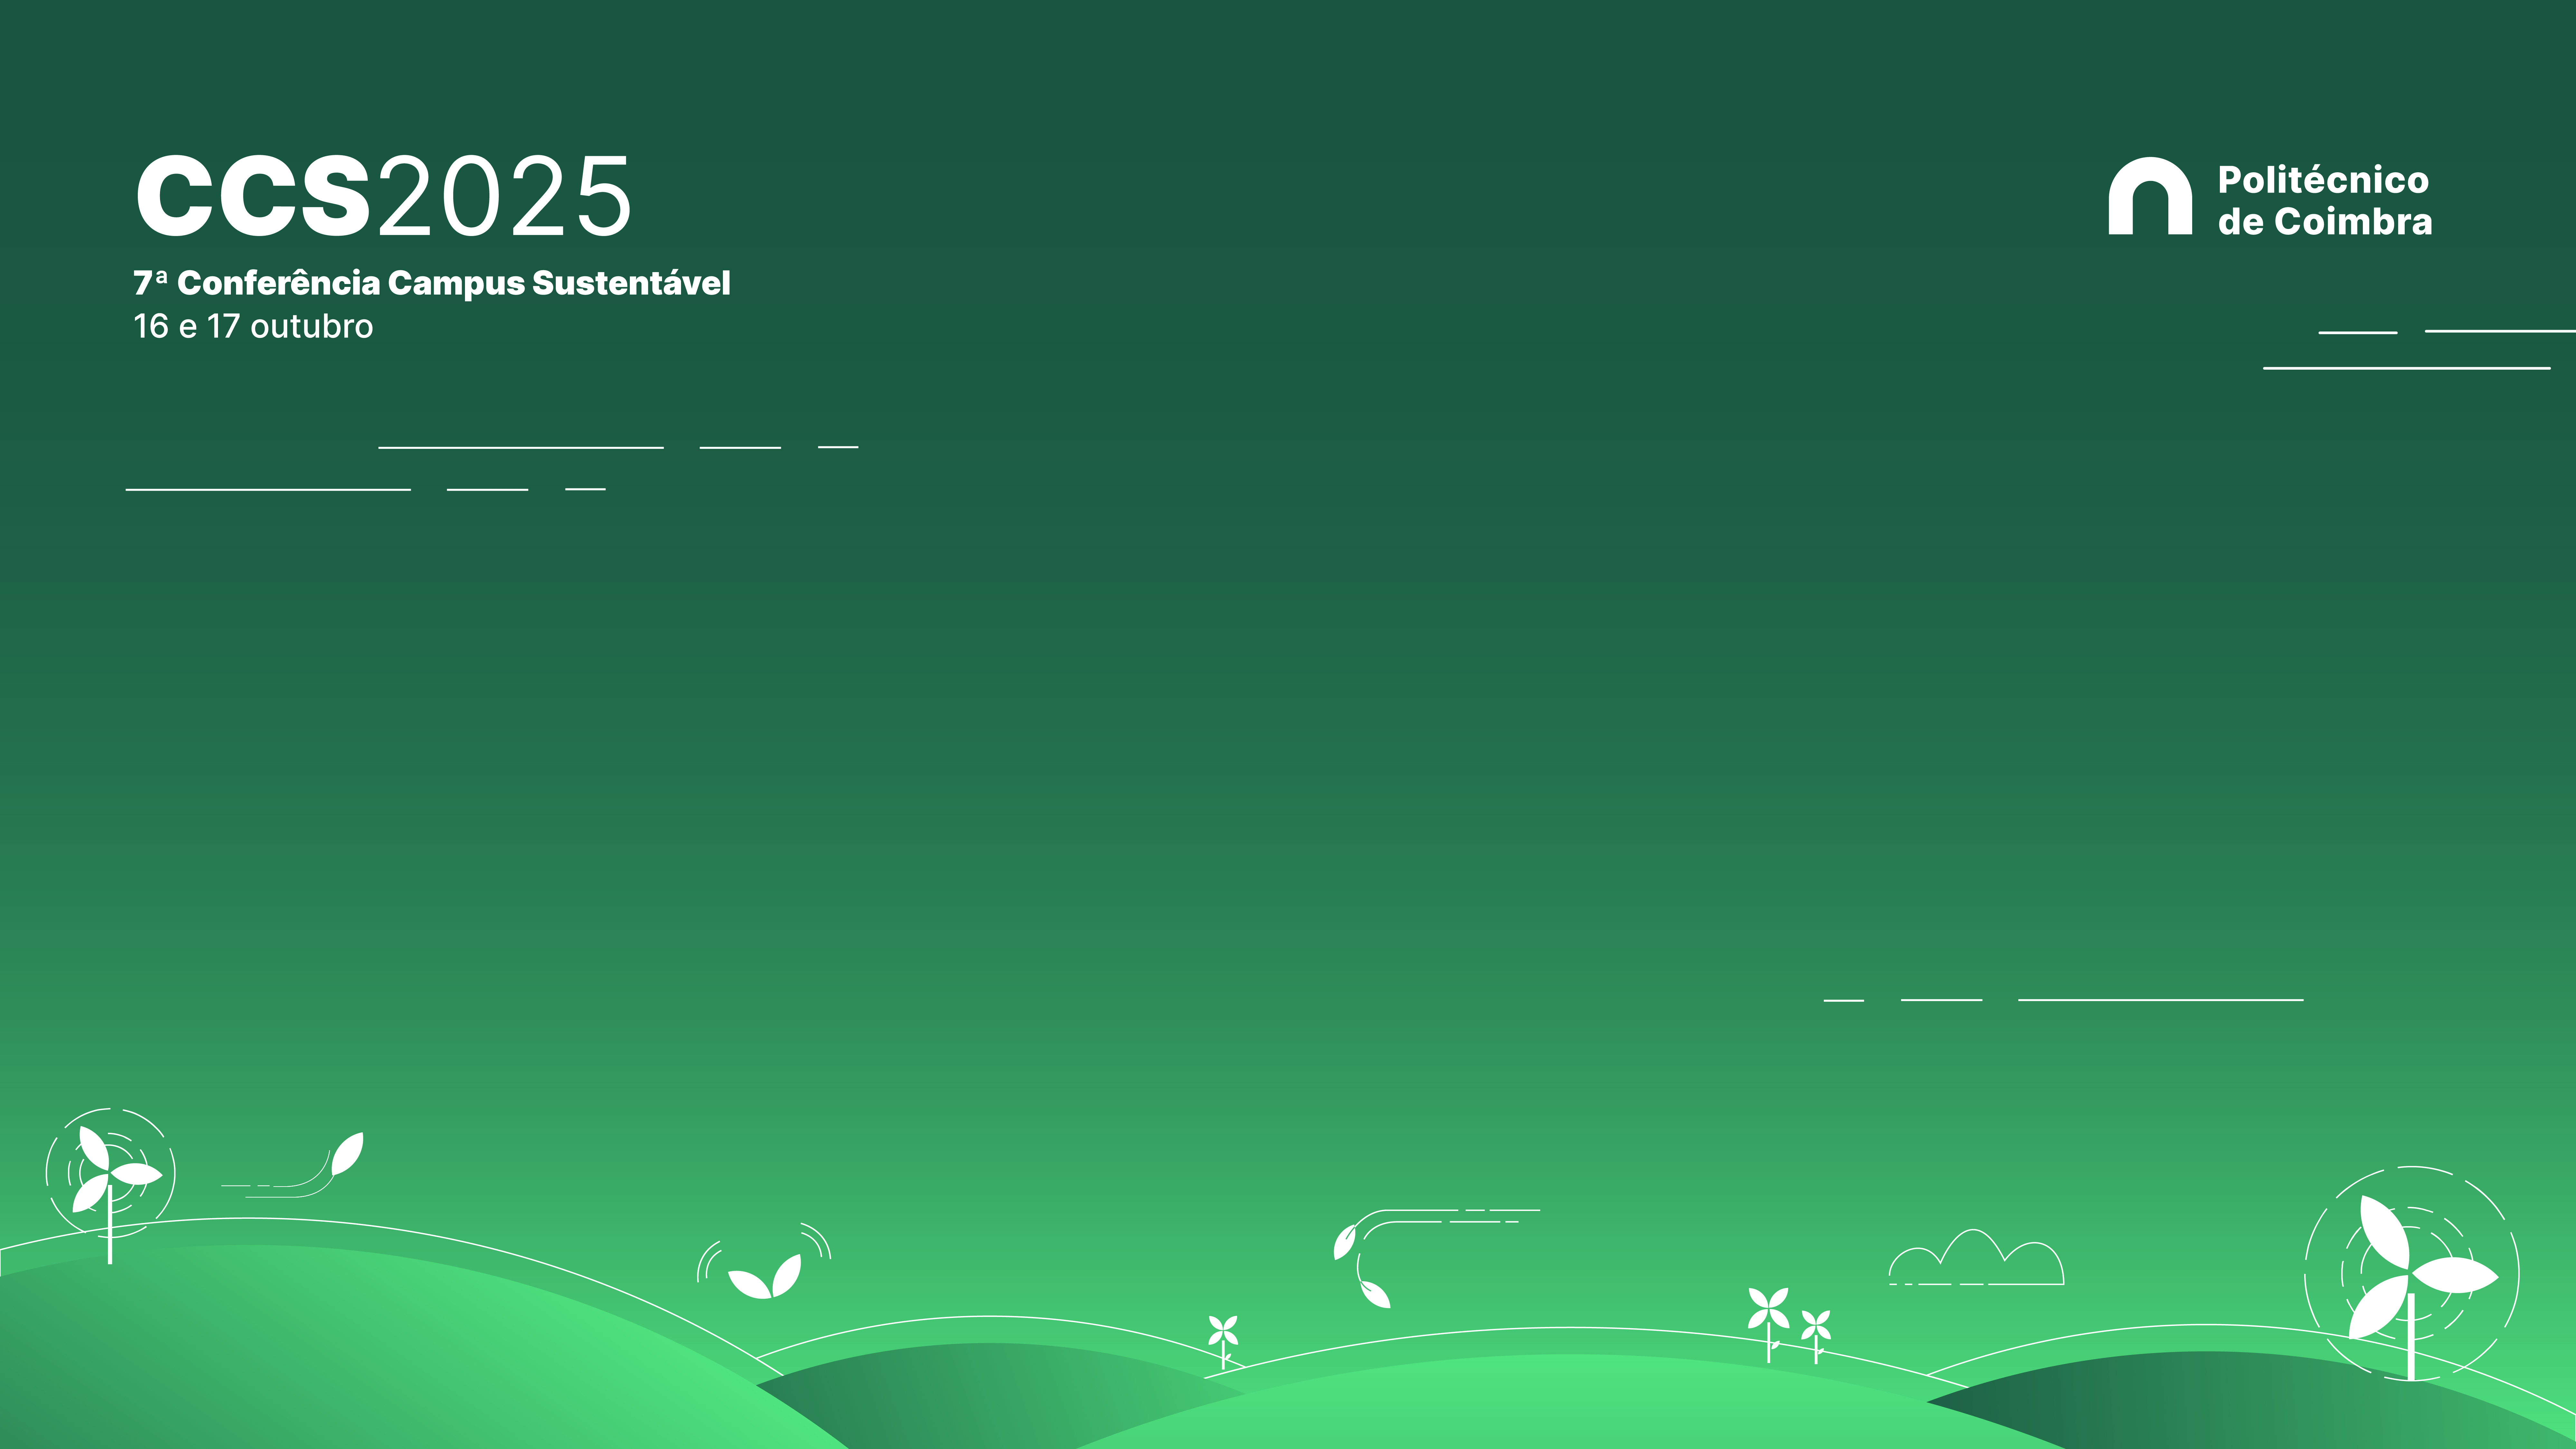 CCS2025
7ª Conferência Campus Sustentável
16 e 17 outubro
Politécnico
de Coimbra